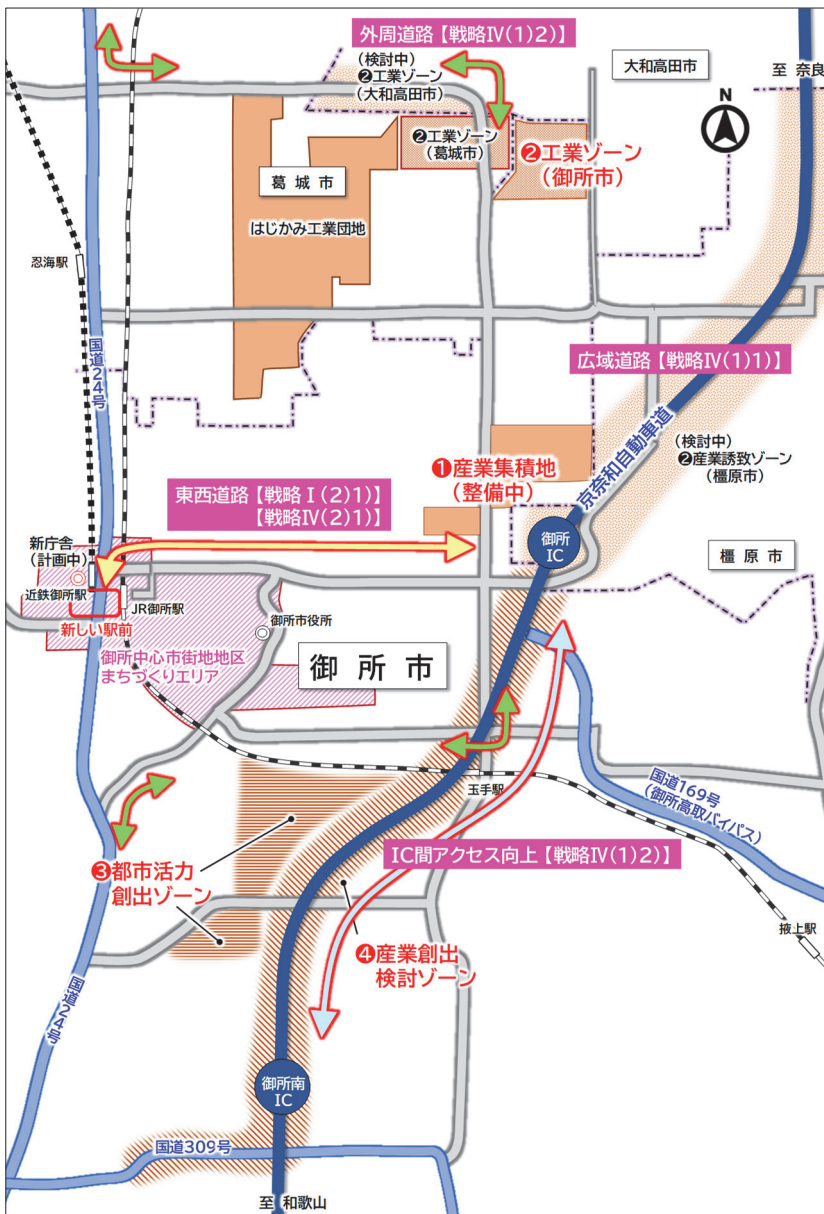 外周道路【戦略Ⅳ(1)2)】
(検討中)
❷工業ゾーン
(大和高田市)
大和高田市
至 奈良
N
❷工業ゾーン
(葛城市)
❷工業ゾーン
(御所市)
葛城市
はじかみ工業団地
忍海駅
国道24号
広域道路【戦略Ⅳ(1)1)】
京奈和自動車道
(検討中)
❷産業誘致ゾーン
(橿原市)
❶産業集積地
(整備中)
東西道路【戦略Ⅰ(2)1)】
【戦略Ⅳ(2)1)】
御所
IC
橿原市
新庁舎
(計画中)
近鉄御所駅
JR御所駅
新しい駅前
御所市役所
御所中心市街地地区
まちづくりエリア
御所市
玉手駅
国道169号
(御所高取バイパス)
IC間アクセス向上【戦略Ⅳ(1)2)】
❸都市活力
創出ゾーン
❹産業創出
検討ゾーン
掖上駅
国道24号
御所南
IC
国道309号
至 和歌山